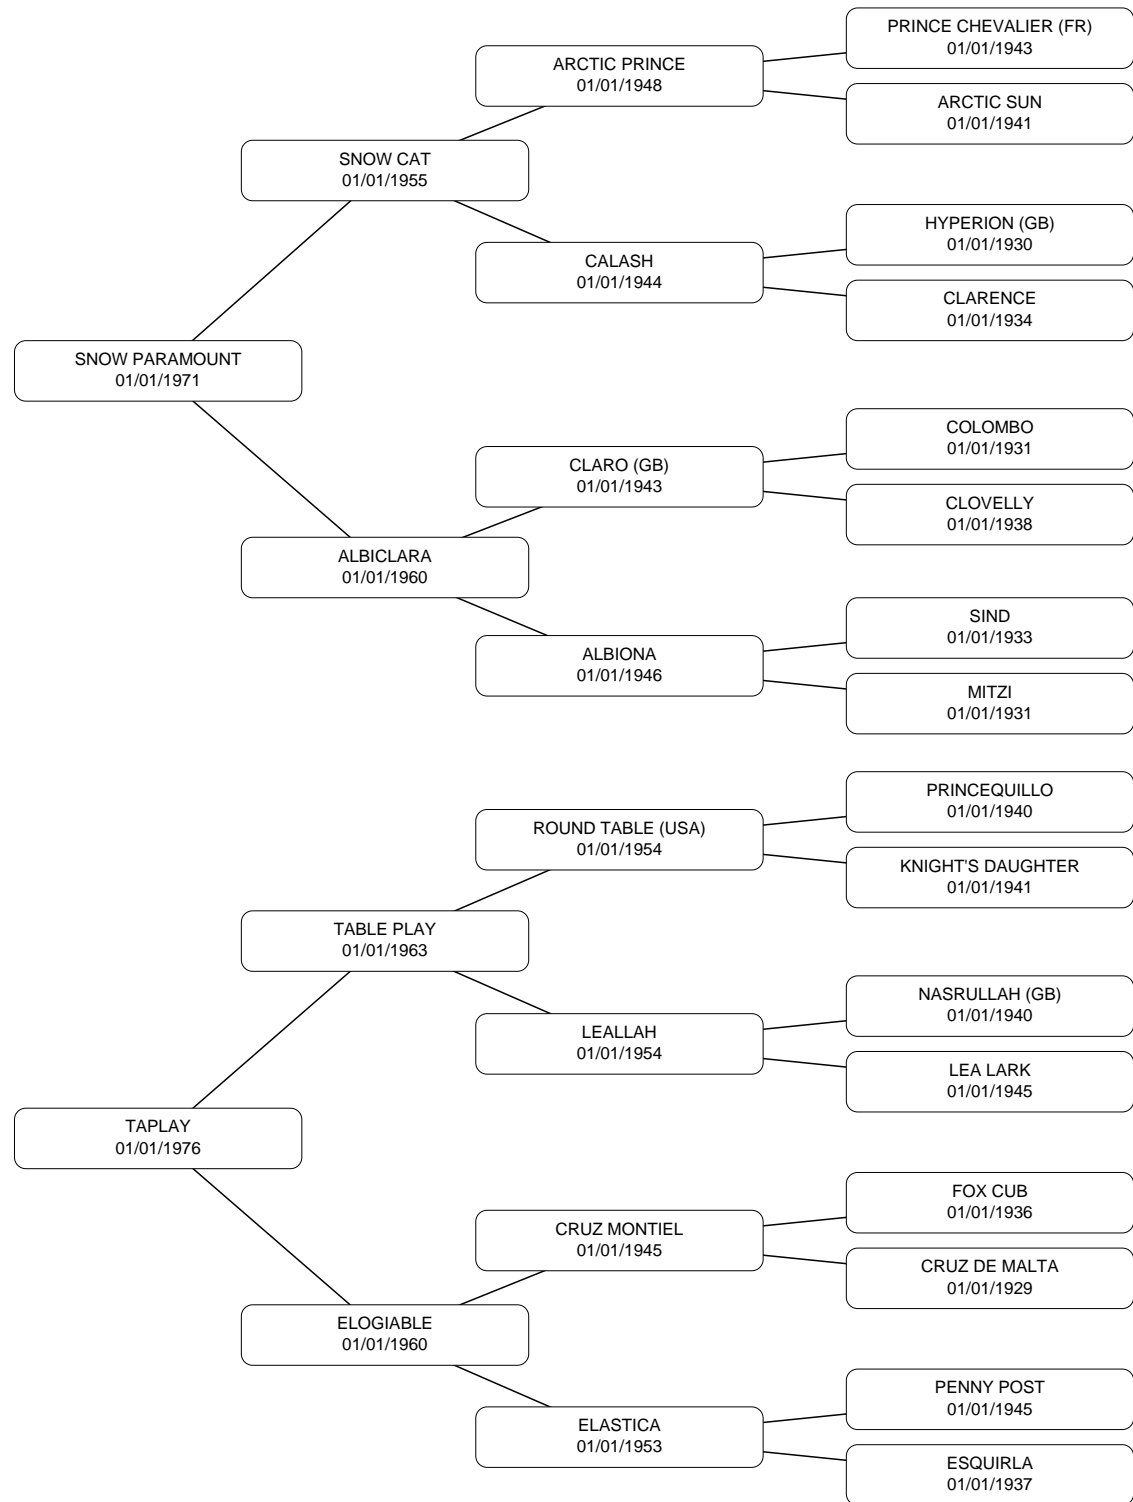 PRINCE CHEVALIER (FR)
01/01/1943
ARCTIC PRINCE
01/01/1948
ARCTIC SUN
01/01/1941
SNOW CAT
01/01/1955
HYPERION (GB)
01/01/1930
CALASH
01/01/1944
CLARENCE
01/01/1934
SNOW PARAMOUNT
01/01/1971
COLOMBO
01/01/1931
CLARO (GB)
01/01/1943
CLOVELLY
01/01/1938
ALBICLARA
01/01/1960
SIND
01/01/1933
ALBIONA
01/01/1946
MITZI
01/01/1931
PRINCEQUILLO
01/01/1940
ROUND TABLE (USA)
01/01/1954
KNIGHT'S DAUGHTER
01/01/1941
TABLE PLAY
01/01/1963
NASRULLAH (GB)
01/01/1940
LEALLAH
01/01/1954
LEA LARK
01/01/1945
TAPLAY
01/01/1976
FOX CUB
01/01/1936
CRUZ MONTIEL
01/01/1945
CRUZ DE MALTA
01/01/1929
ELOGIABLE
01/01/1960
PENNY POST
01/01/1945
ELASTICA
01/01/1953
ESQUIRLA
01/01/1937